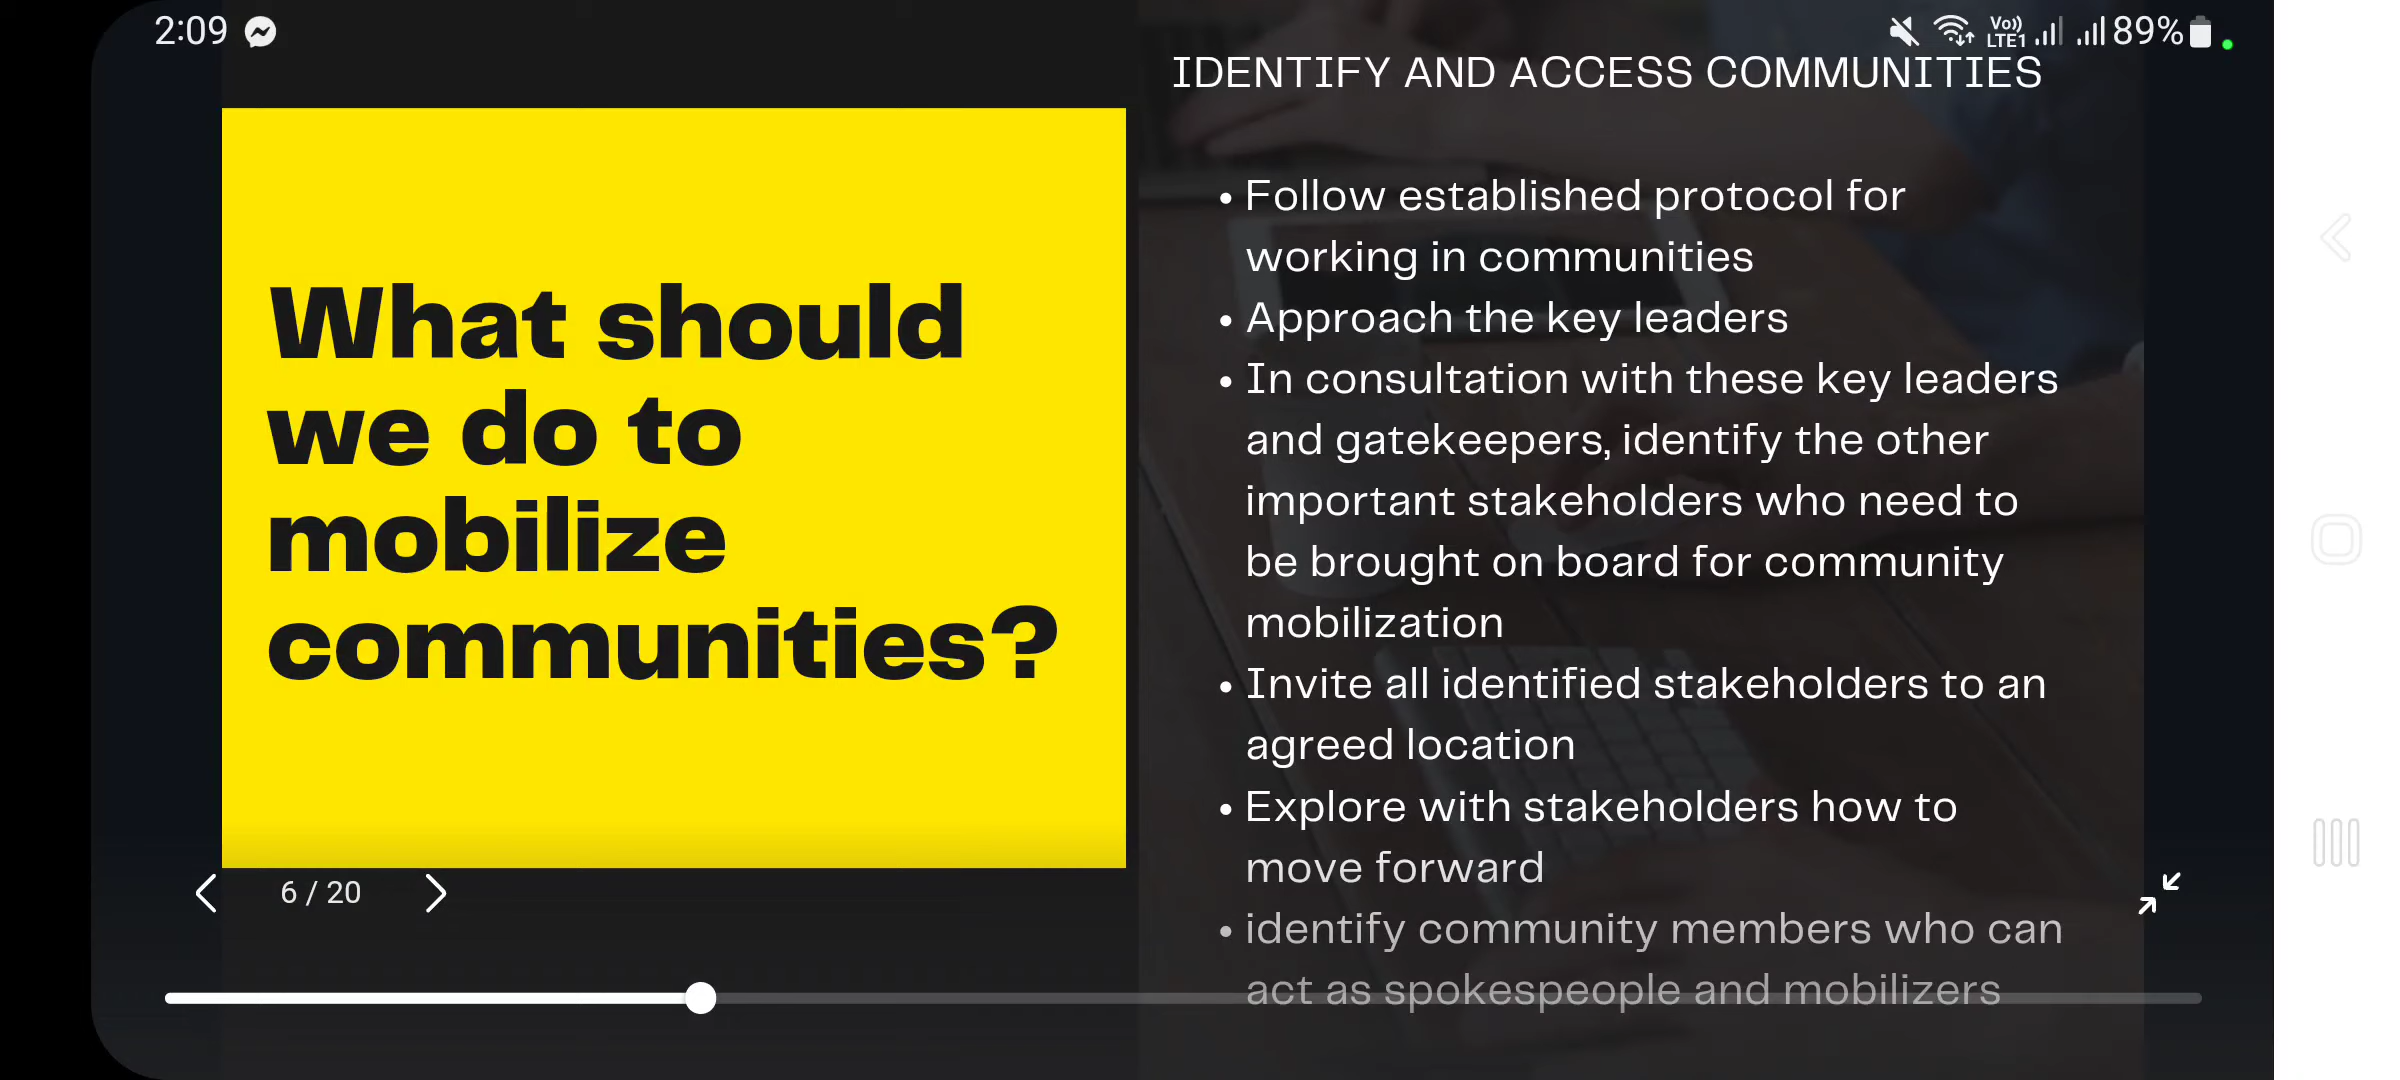 2:09
Vo)) LTE1
89%
What should
we do to
mobilize
communities?
6 / 20
IDENTIFY AND ACCESS COMMUNITIES
• Follow established protocol for
working in communities
• Approach the key leaders
• In consultation with these key leaders
and gatekeepers, identify the other
important stakeholders who need to
be brought on board for community
mobilization
• Invite all identified stakeholders to an
agreed location
• Explore with stakeholders how to
move forward
• identify community members who can
act as spokespeople and mobilizers